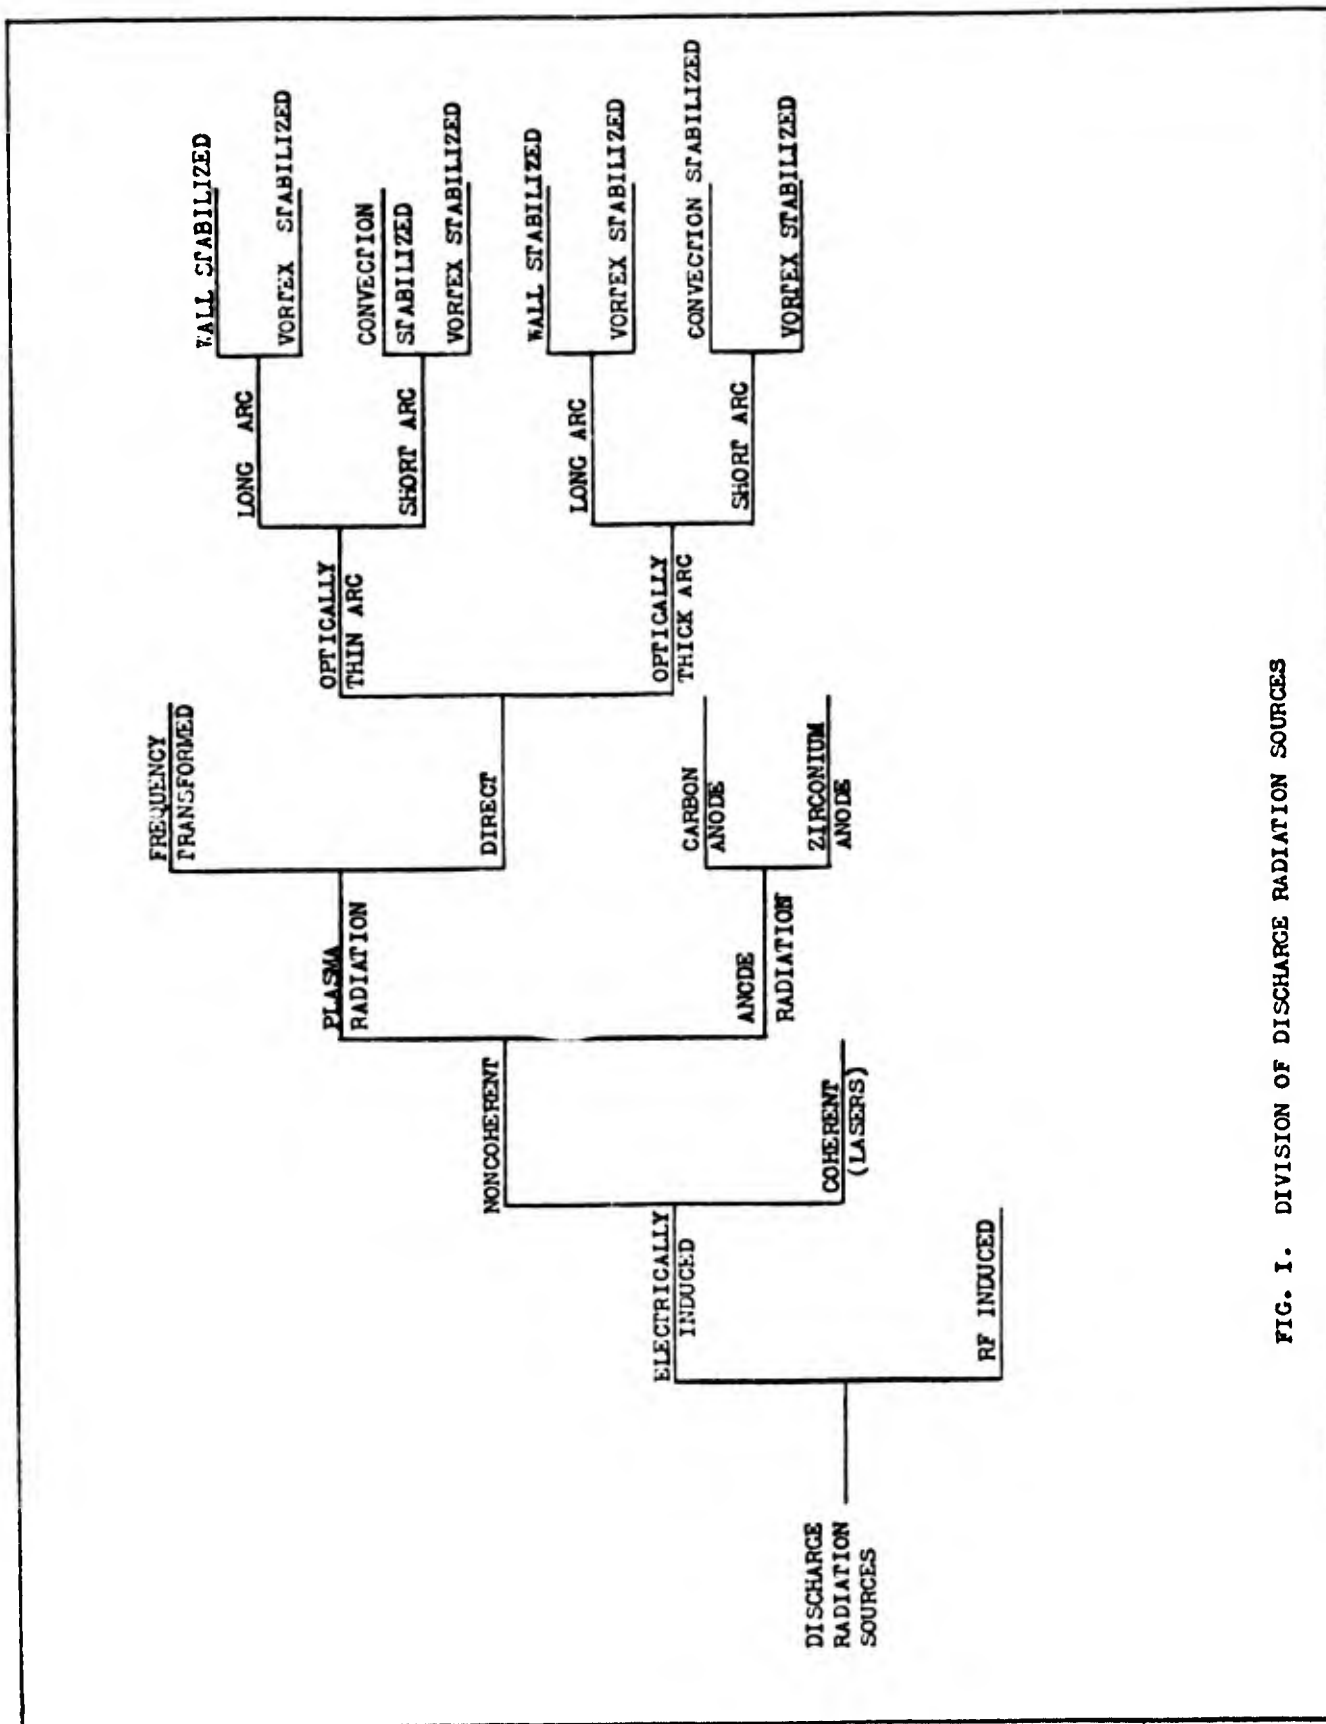 DISCHARGE
RADIATION
SOURCES
ELECTRICALLY
INDUCED
RF INDUCED
NONCOHERENT
COHERENT
(LASERS)
PLASMA
RADIATION
ANODE
RADIATION
FREQUENCY
TRANSFORMED
DIRECT
CARBON
ANODE
ZIRCONIUM
ANODE
OPTICALLY
THIN ARC
OPTICALLY
THICK ARC
LONG ARC
SHORT ARC
LONG ARC
SHORT ARC
WALL STABILIZED
VORTEX STABILIZED
CONVECTION
STABILIZED
VORTEX STABILIZED
WALL STABILIZED
VORTEX STABILIZED
CONVECTION STABILIZED
VORTEX STABILIZED
FIG. I. DIVISION OF DISCHARGE RADIATION SOURCES